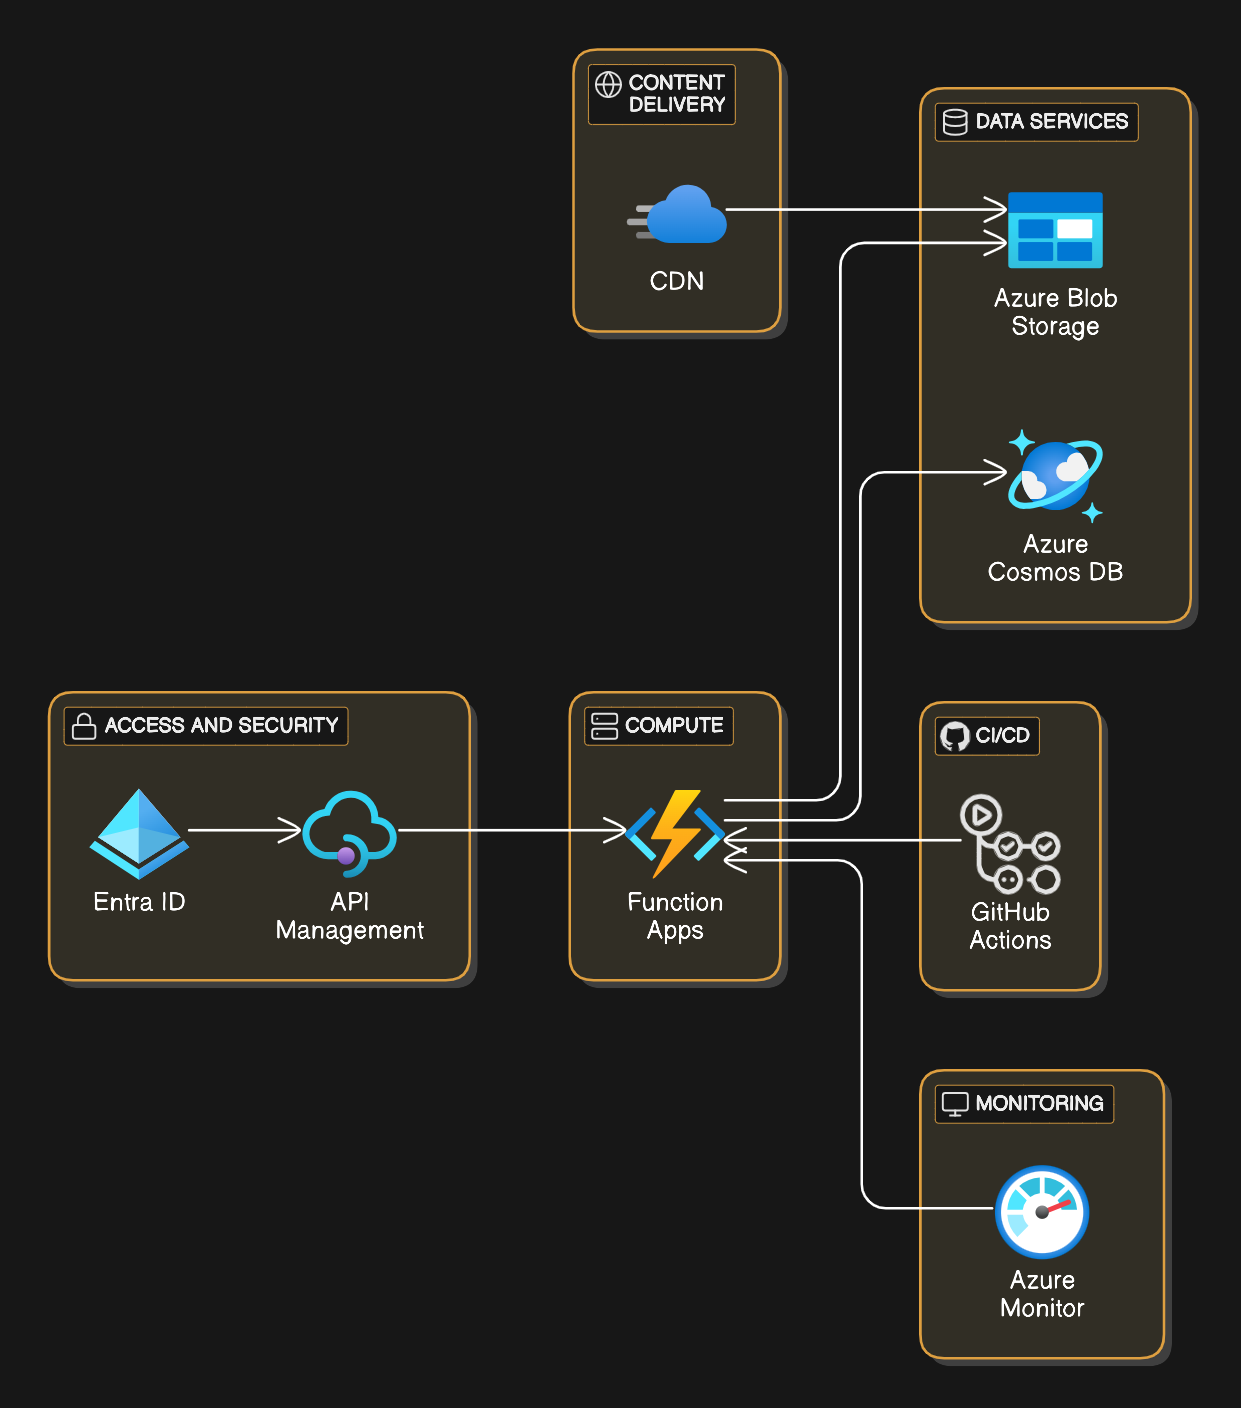 CONTENT
DELIVERY
CDN
DATA SERVICES
Azure Blob
Storage
Azure
Cosmos DB
ACCESS AND SECURITY
Entra ID
API
Management
COMPUTE
Function
Apps
CI/CD
GitHub
Actions
MONITORING
Azure
Monitor